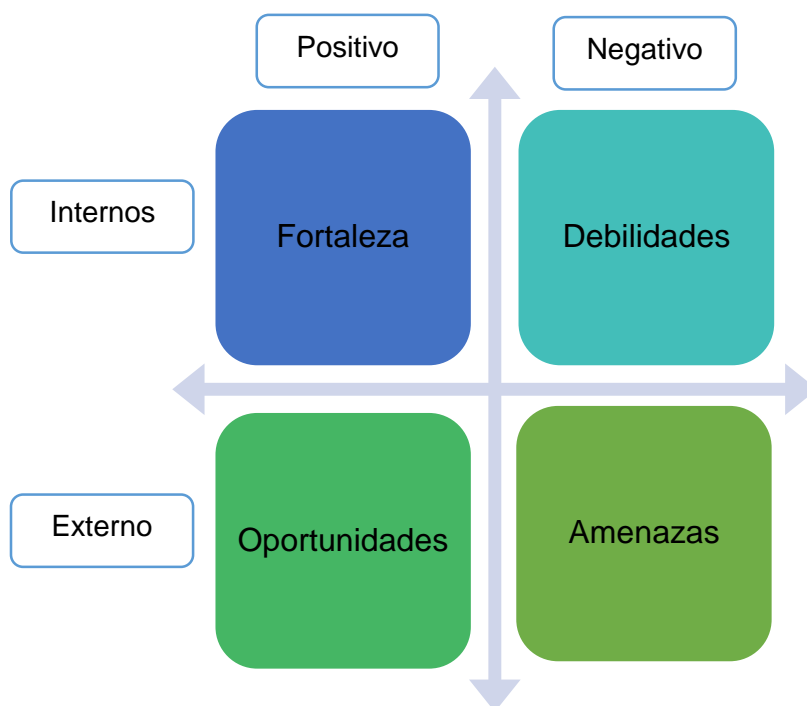 Positivo
Negativo
Internos
Fortaleza
Debilidades
Externo
Oportunidades
Amenazas